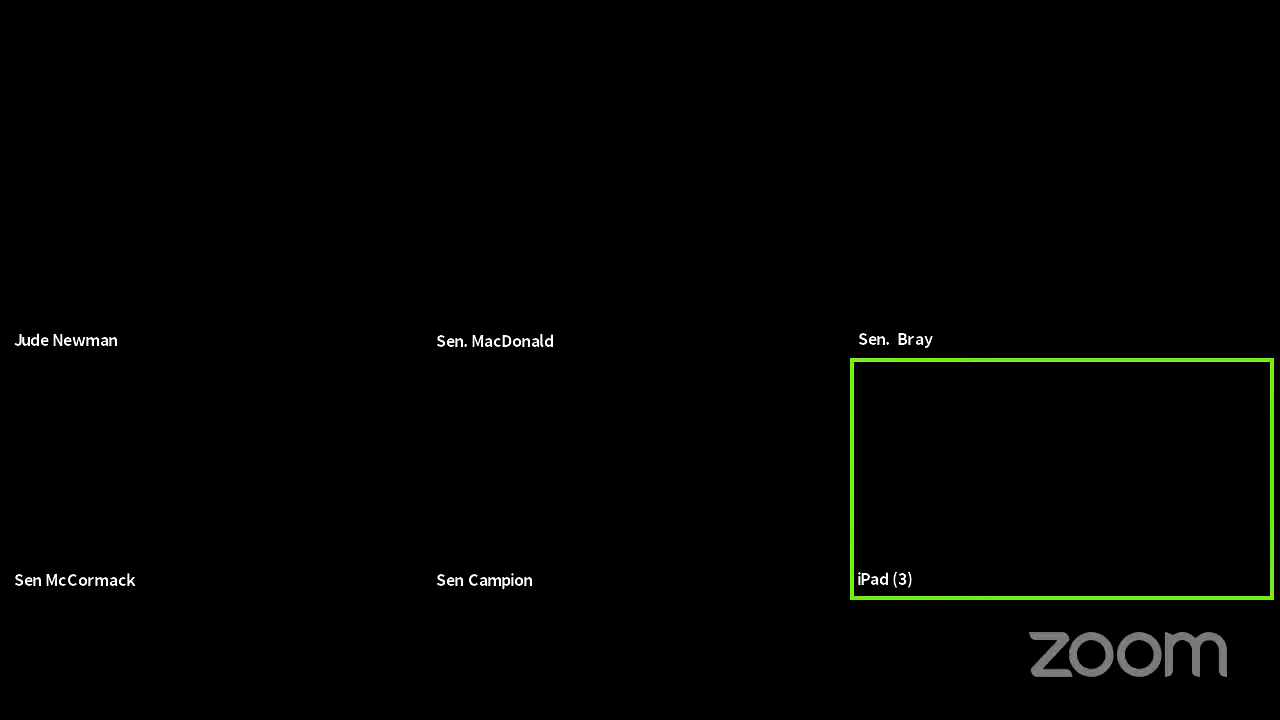 Jude Newman
Sen. MacDonald
Sen. Bray
Sen McCormack
Sen Campion
iPad (3)
zoom